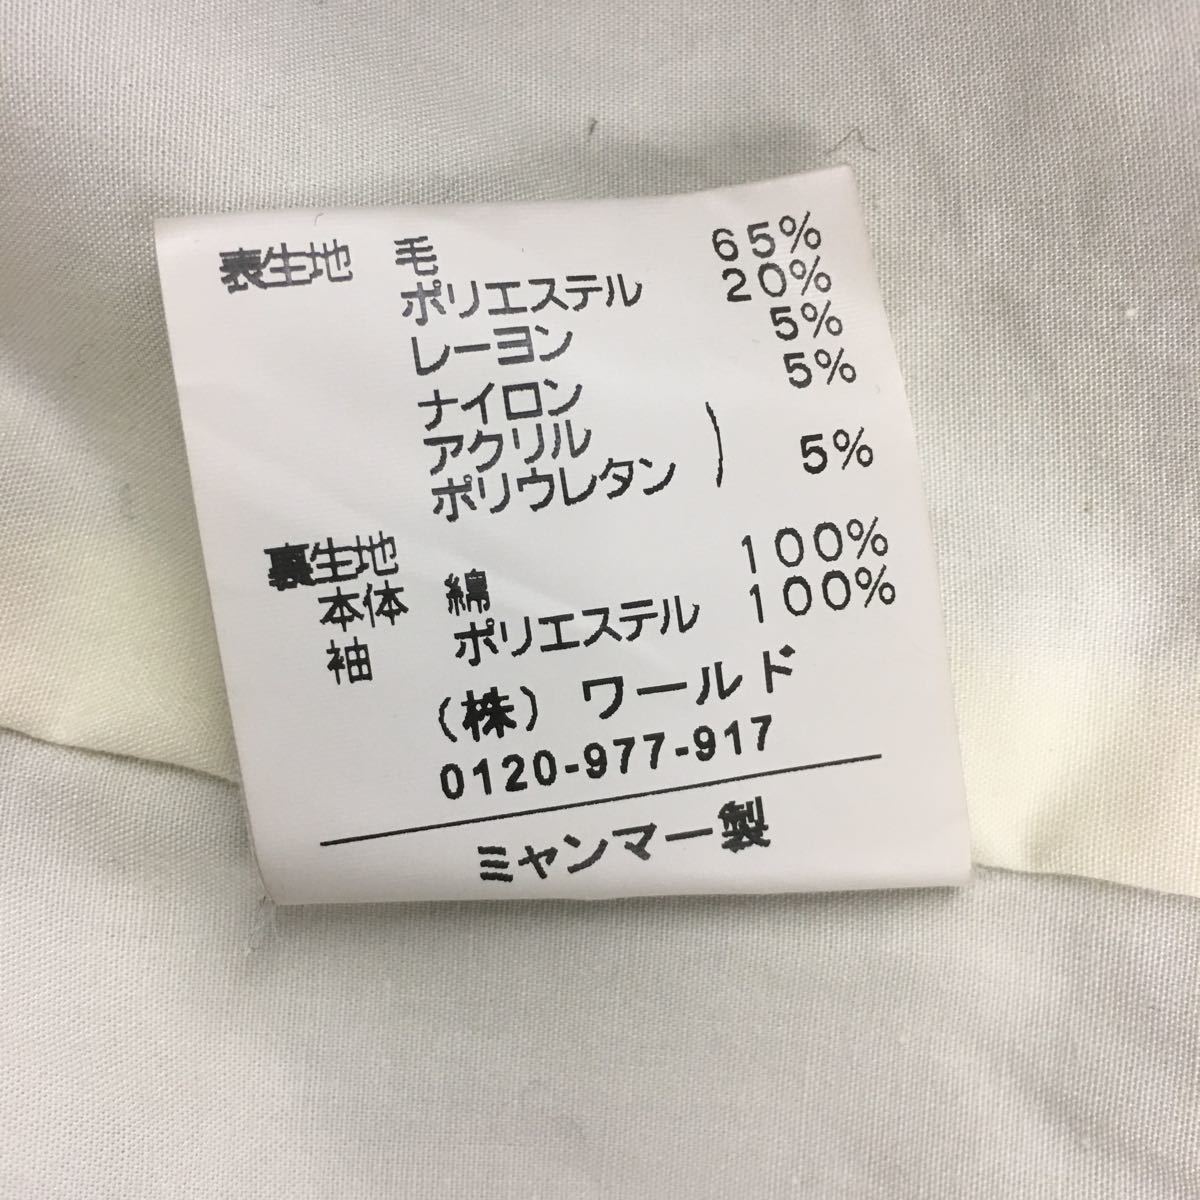 表生地 毛 65%
ポリエステル 20%
レーヨン 5%
ナイロン 5%
アクリル
ポリウレタン ) 5%
裏生地
本体 綿 100%
袖 ポリエステル 100%
(株) ワールド
0120-977-917
ミャンマー製